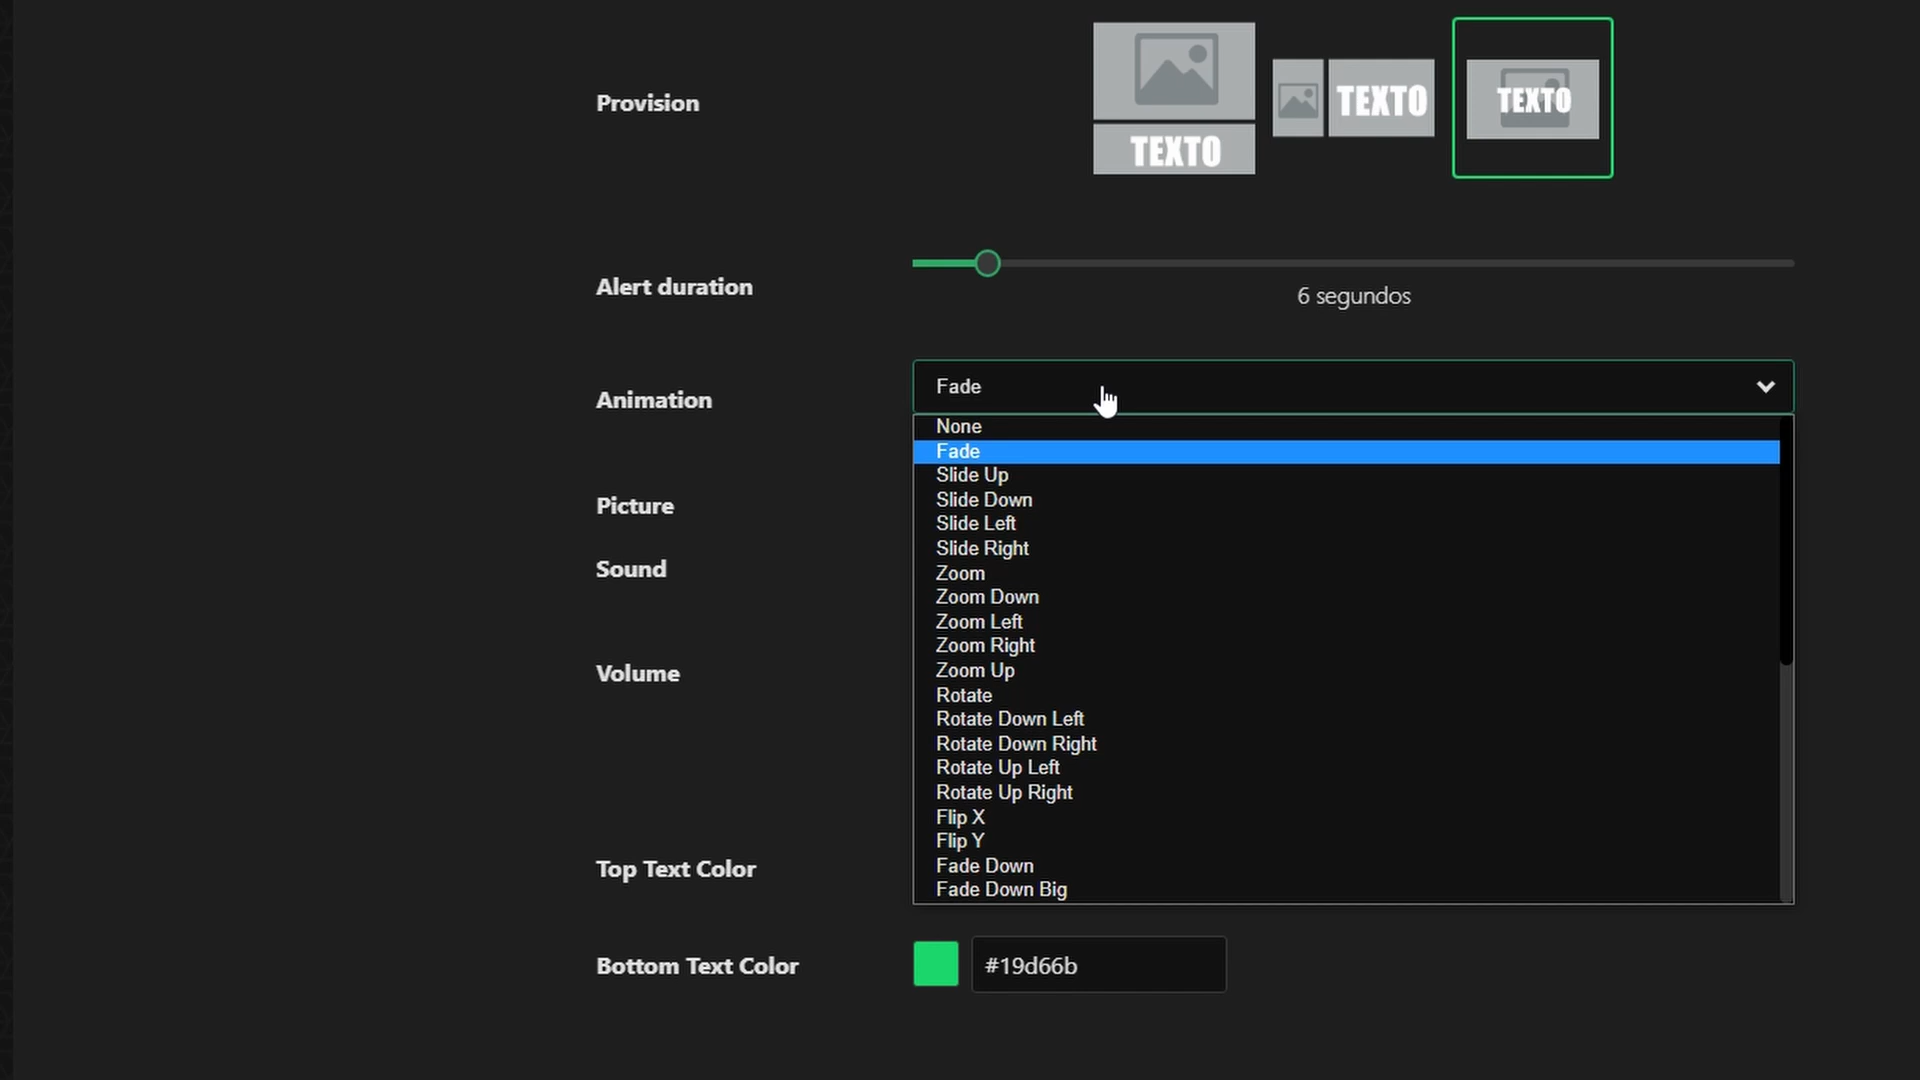 Provision
TEXTO
TEXTO
TEXTO
Alert duration
6 segundos
Animation
Fade
None
Fade
Slide Up
Slide Down
Slide Left
Slide Right
Zoom
Zoom Down
Zoom Left
Zoom Right
Zoom Up
Rotate
Rotate Down Left
Rotate Down Right
Rotate Up Left
Rotate Up Right
Flip X
Flip Y
Fade Down
Fade Down Big
Picture
Sound
Volume
Top Text Color
Bottom Text Color
#19d66b